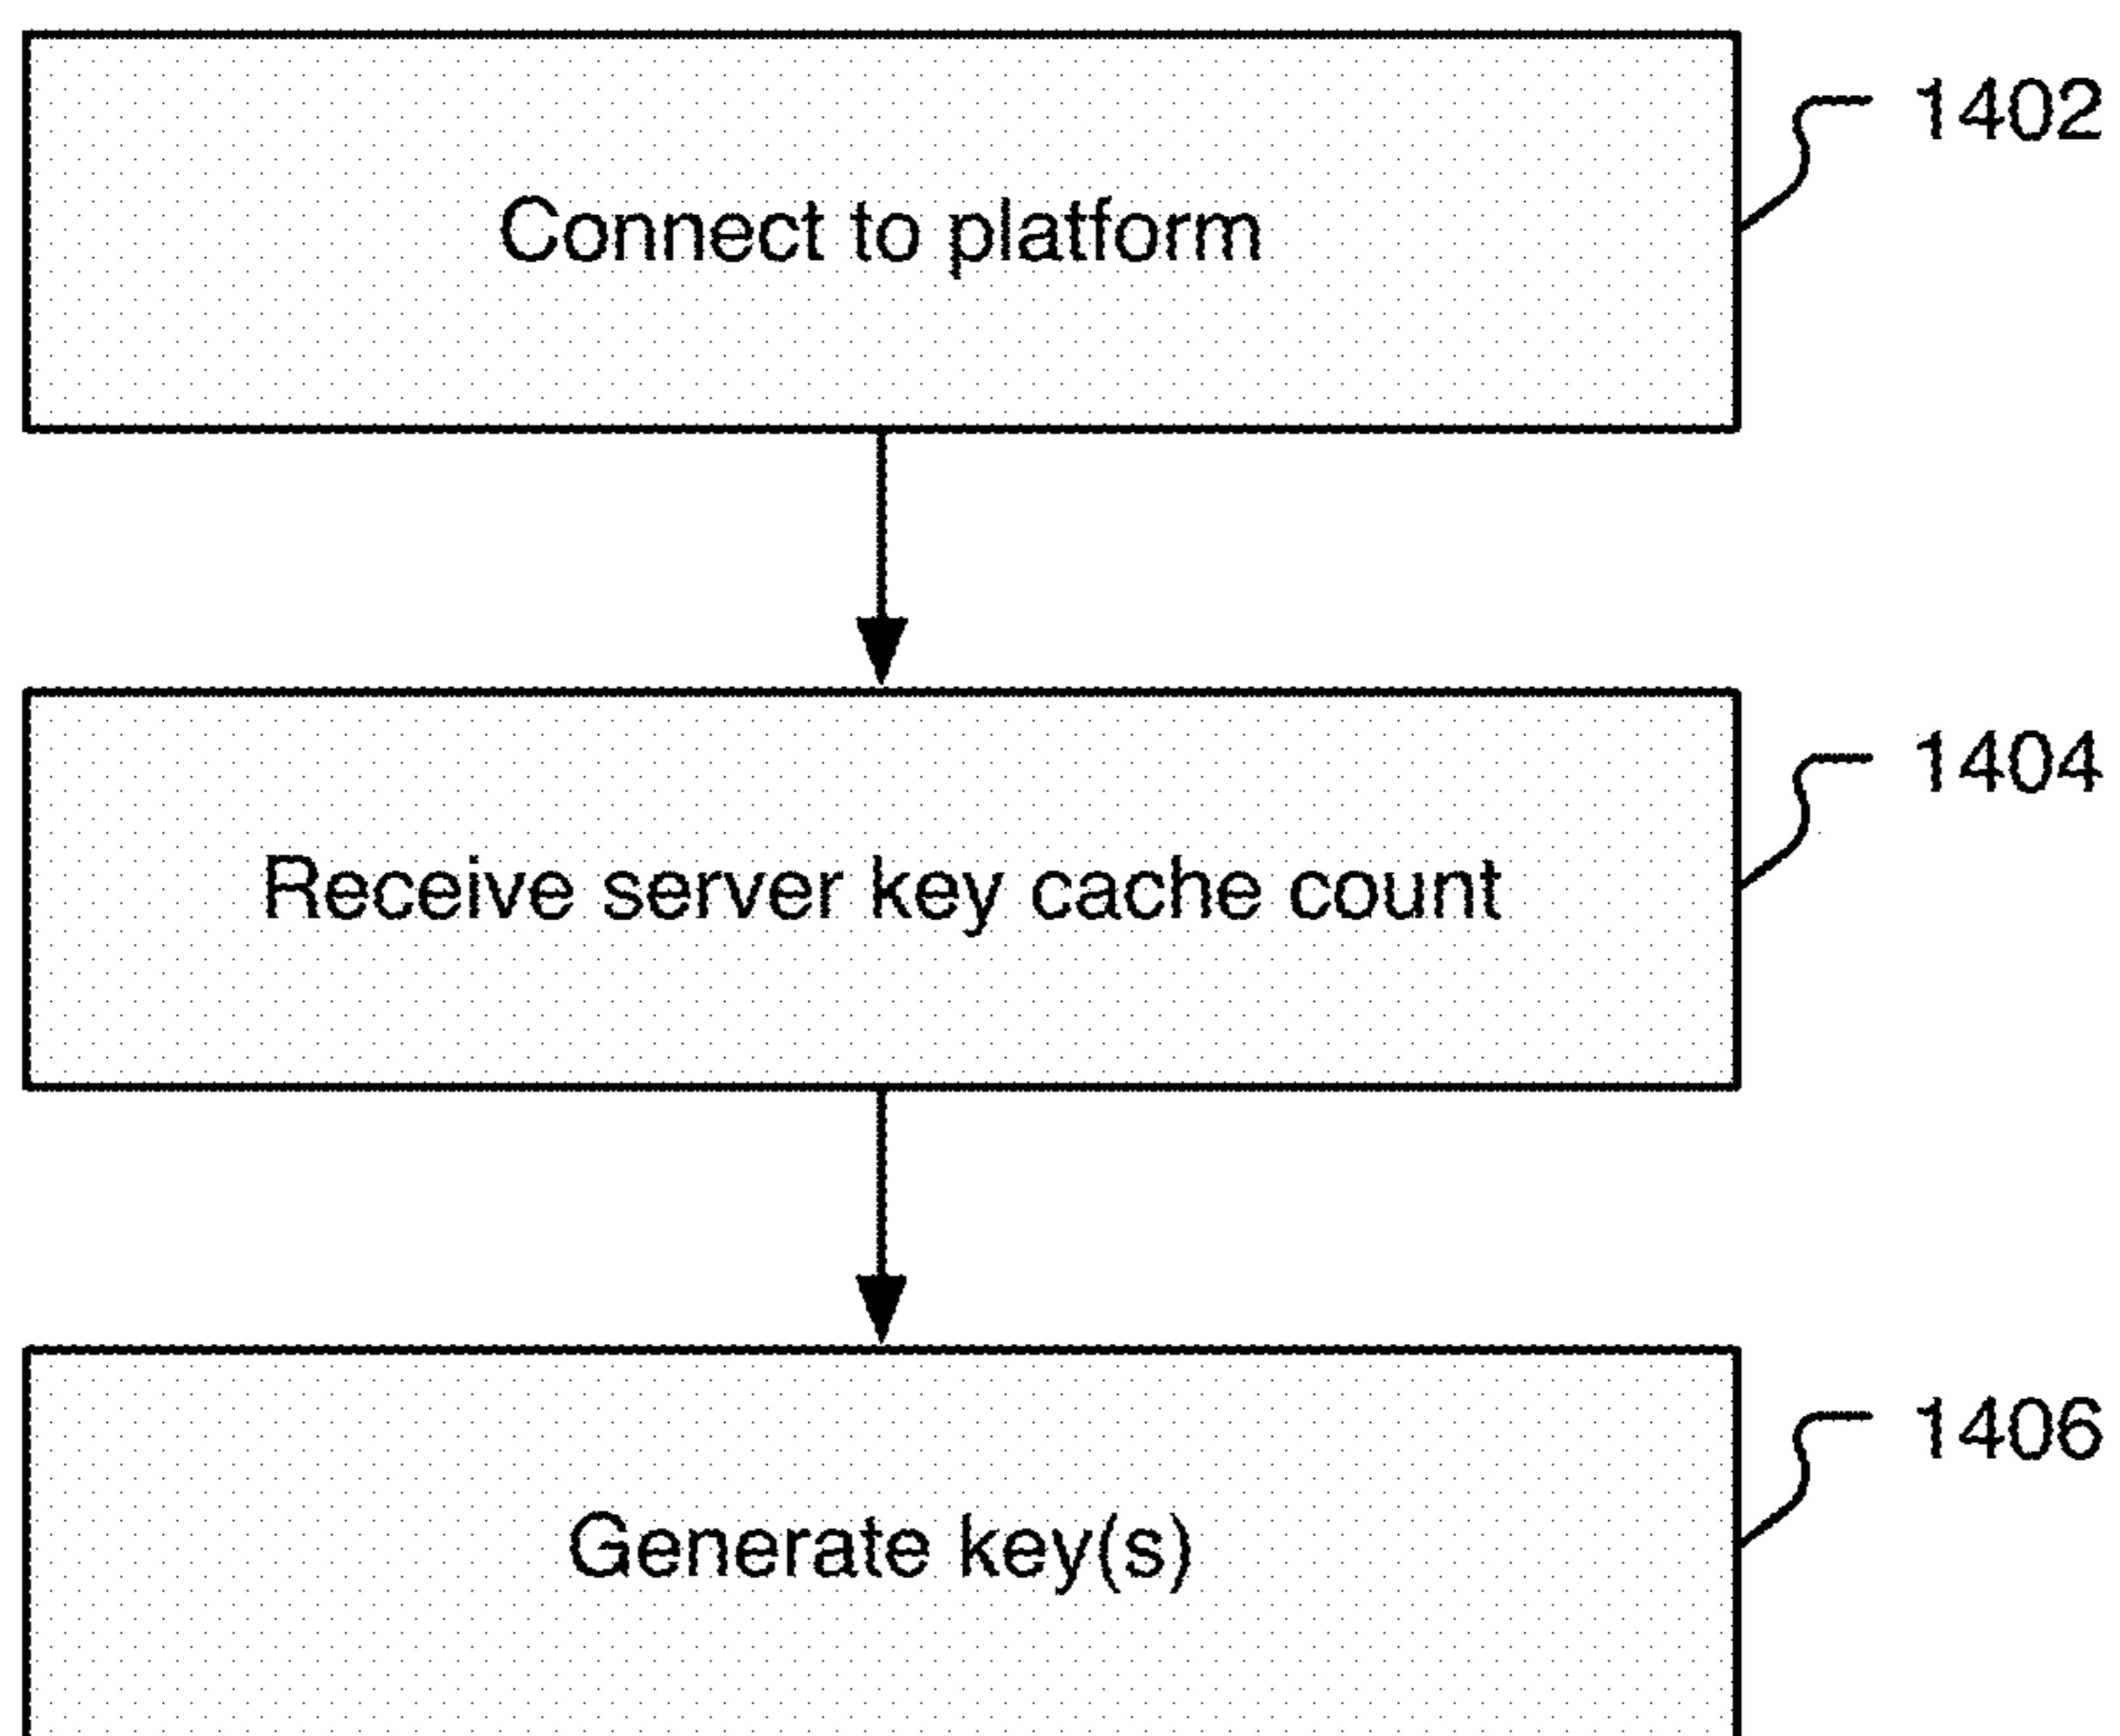 Connect to platform
1402
Receive server key cache count
1404
Generate key(s)
1406